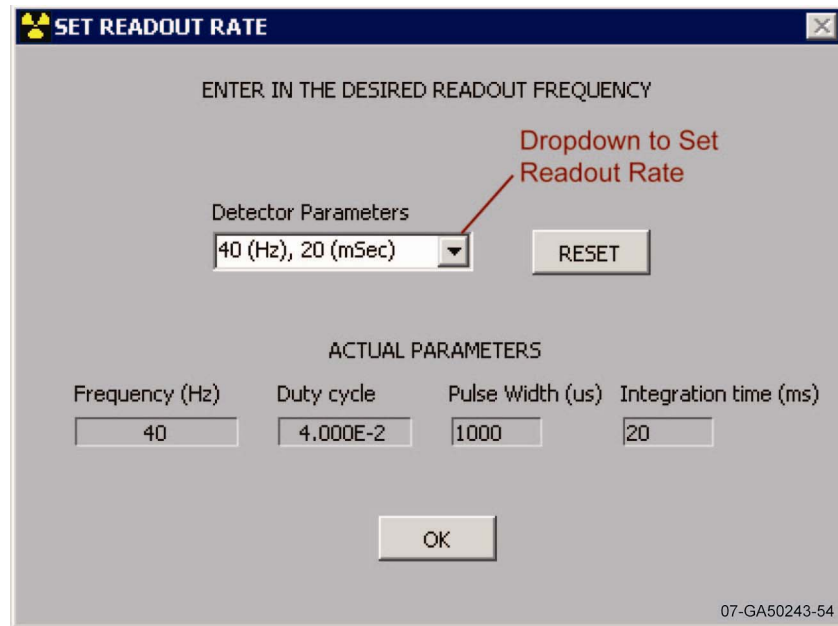 SET READOUT RATE
ENTER IN THE DESIRED READOUT FREQUENCY
Dropdown to Set
Readout Rate
Detector Parameters
40 (Hz), 20 (mSec)
RESET
ACTUAL PARAMETERS
Frequency (Hz) Duty cycle Pulse Width (us) Integration time (ms)
40 4.000E-2 1000 20
OK
07-GA50243-54